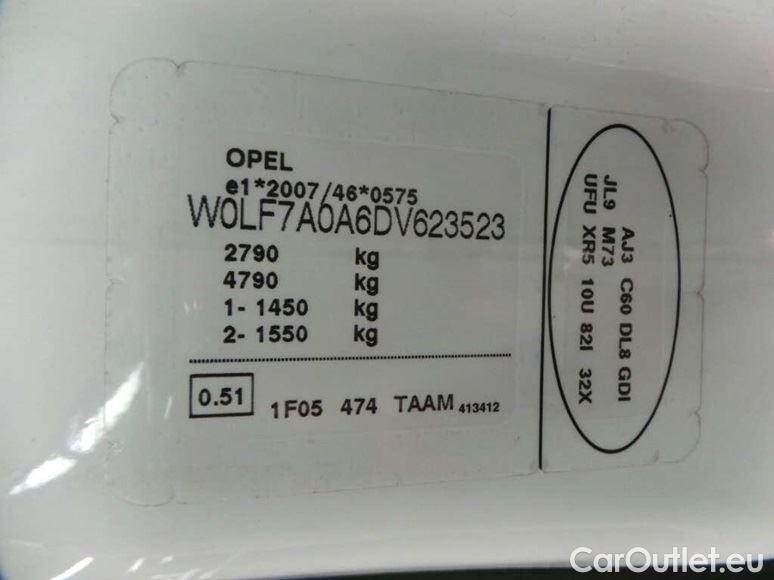 OPEL
e1*2007/46*0575
W0LF7A0A6DV623523
2790 kg
4790 kg
1- 1450 kg
2- 1550 kg
0.51 1F05 474 TAAM 413412
AJ3 C60 DL8 GDI
JL9 M73
UFU XR5 10U 82I 32X
CarOutlet.eu